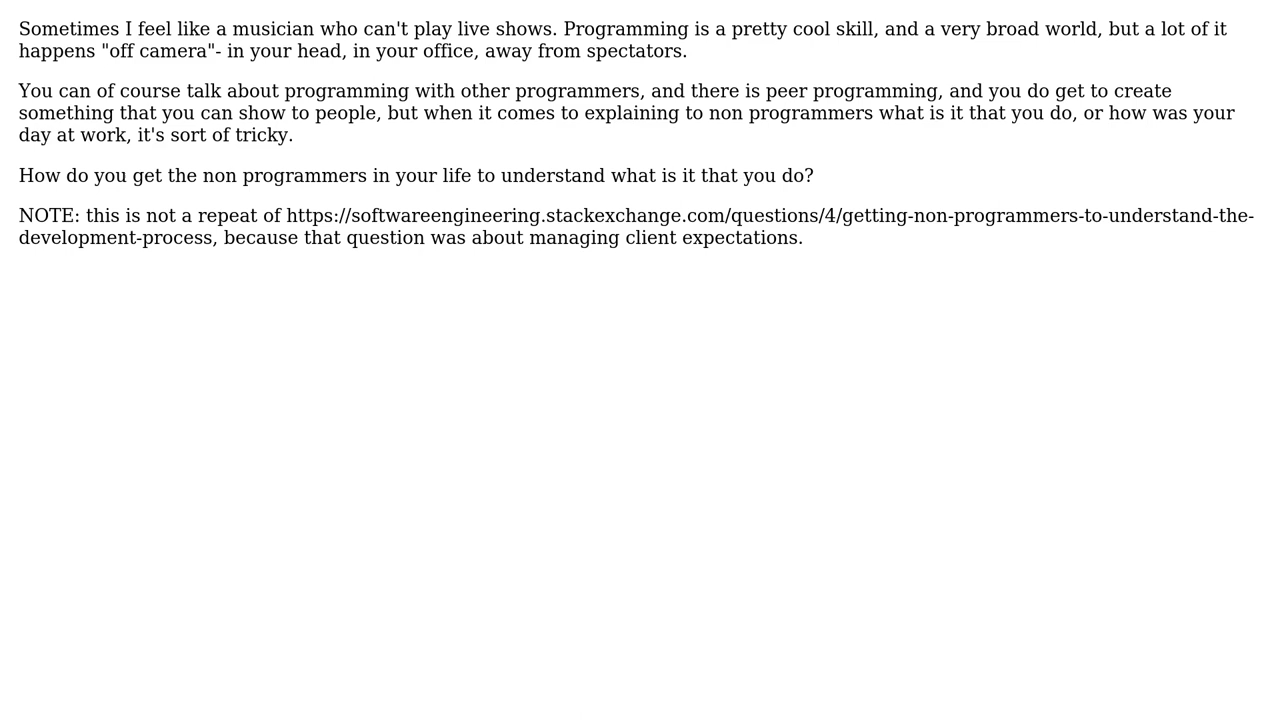 Sometimes I feel like a musician who can't play live shows. Programming is a pretty cool skill, and a very broad world, but a lot of it
happens "off camera"- in your head, in your office, away from spectators.
You can of course talk about programming with other programmers, and there is peer programming, and you do get to create
something that you can show to people, but when it comes to explaining to non programmers what is it that you do, or how was your
day at work, it's sort of tricky.
How do you get the non programmers in your life to understand what is it that you do?
NOTE: this is not a repeat of https://softwareengineering.stackexchange.com/questions/4/getting-non-programmers-to-understand-the-
development-process, because that question was about managing client expectations.